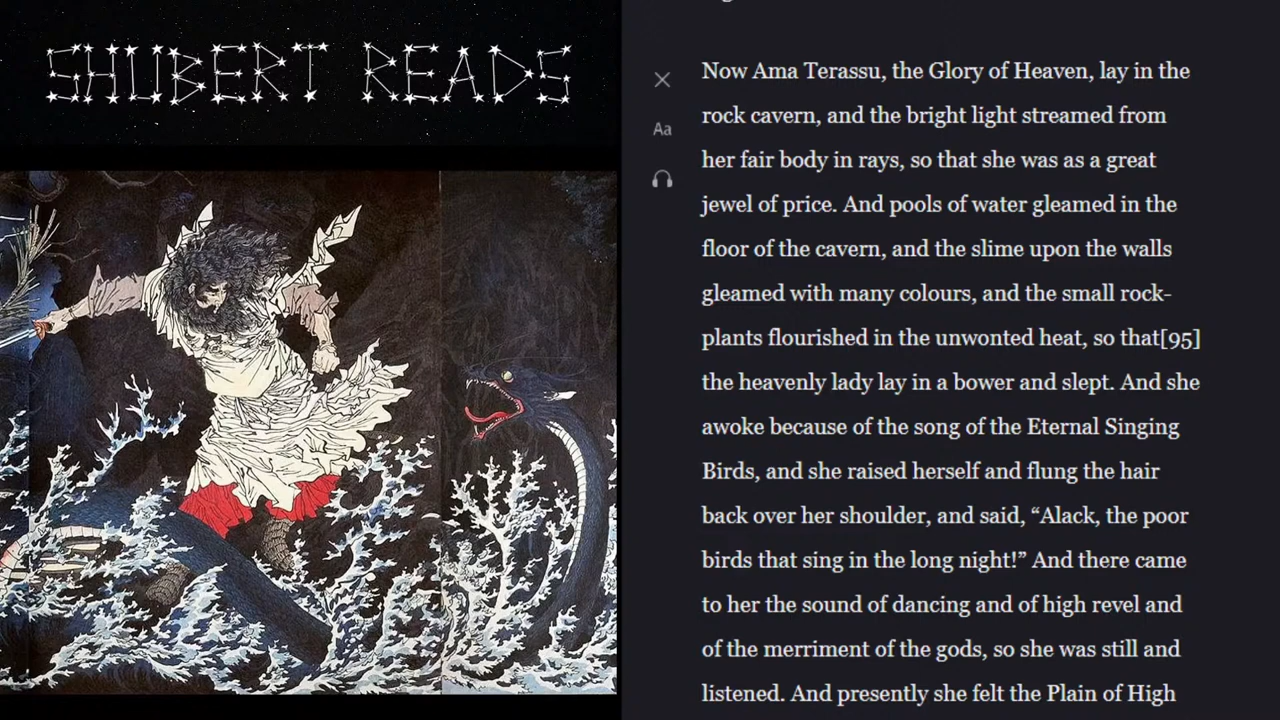 SHUBERT READS
Aa
Now Ama Terassu, the Glory of Heaven, lay in the
rock cavern, and the bright light streamed from
her fair body in rays, so that she was as a great
jewel of price. And pools of water gleamed in the
floor of the cavern, and the slime upon the walls
gleamed with many colours, and the small rock-
plants flourished in the unwonted heat, so that[95]
the heavenly lady lay in a bower and slept. And she
awoke because of the song of the Eternal Singing
Birds, and she raised herself and flung the hair
back over her shoulder, and said, “Alack, the poor
birds that sing in the long night!” And there came
to her the sound of dancing and of high revel and
of the merriment of the gods, so she was still and
listened. And presently she felt the Plain of High